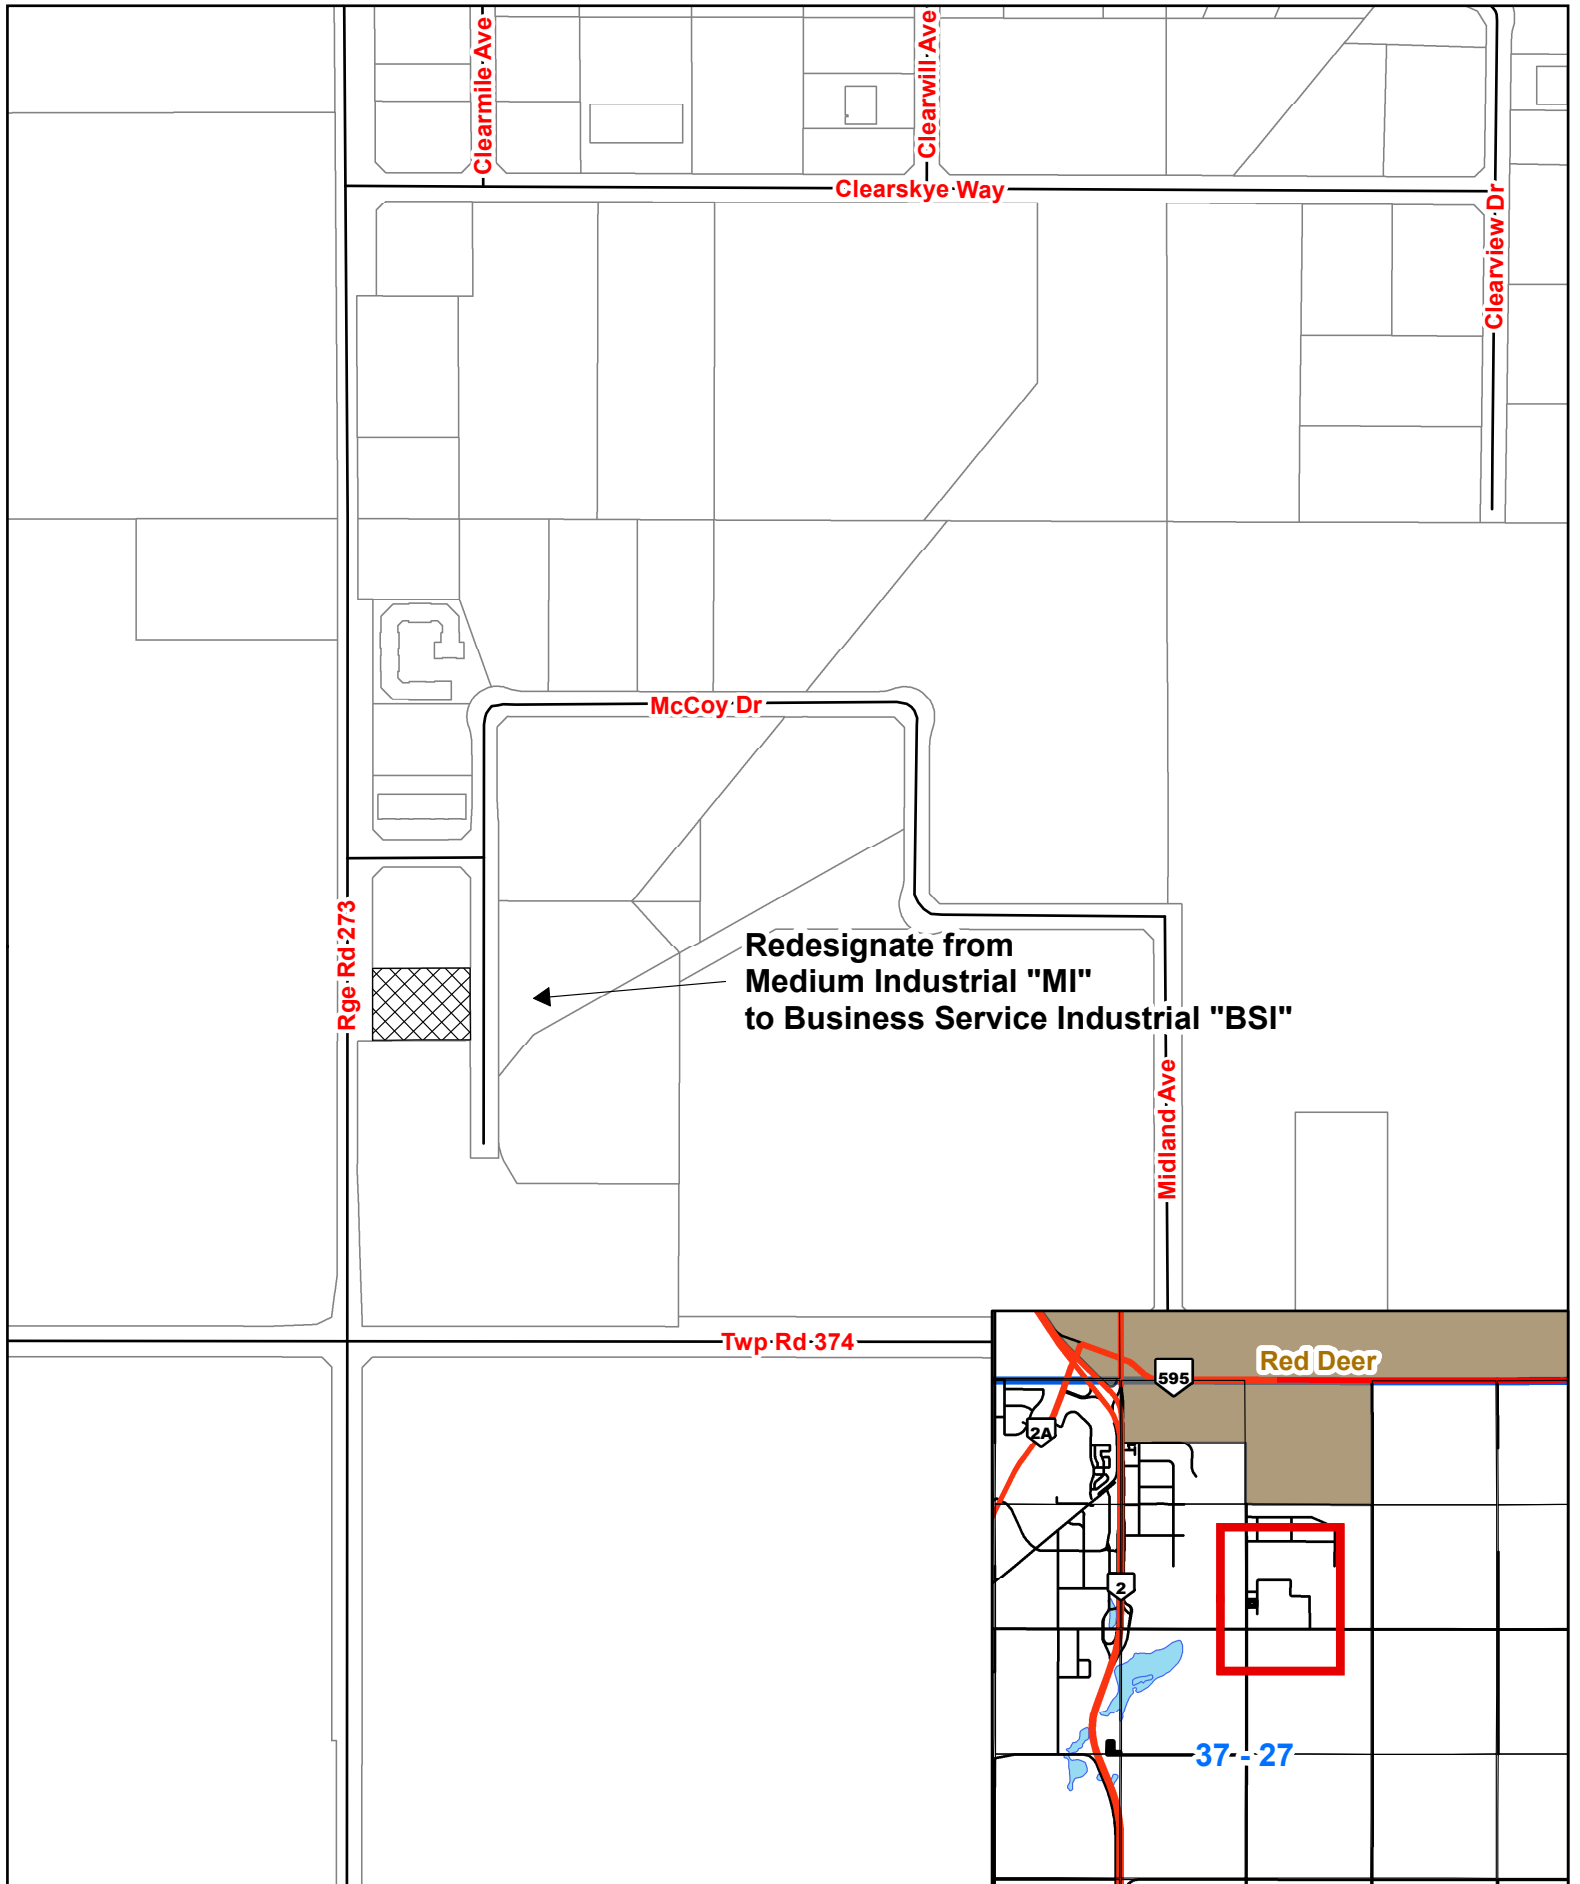 Clearmile Ave
Clearwill Ave
Clearskye Way
Clearview Dr
McCoy Dr
Rge Rd 273
Redesignate from
Medium Industrial "MI"
to Business Service Industrial "BSI"
Midland Ave
Twp Rd 374
Red Deer
595
2A
2
37 - 27